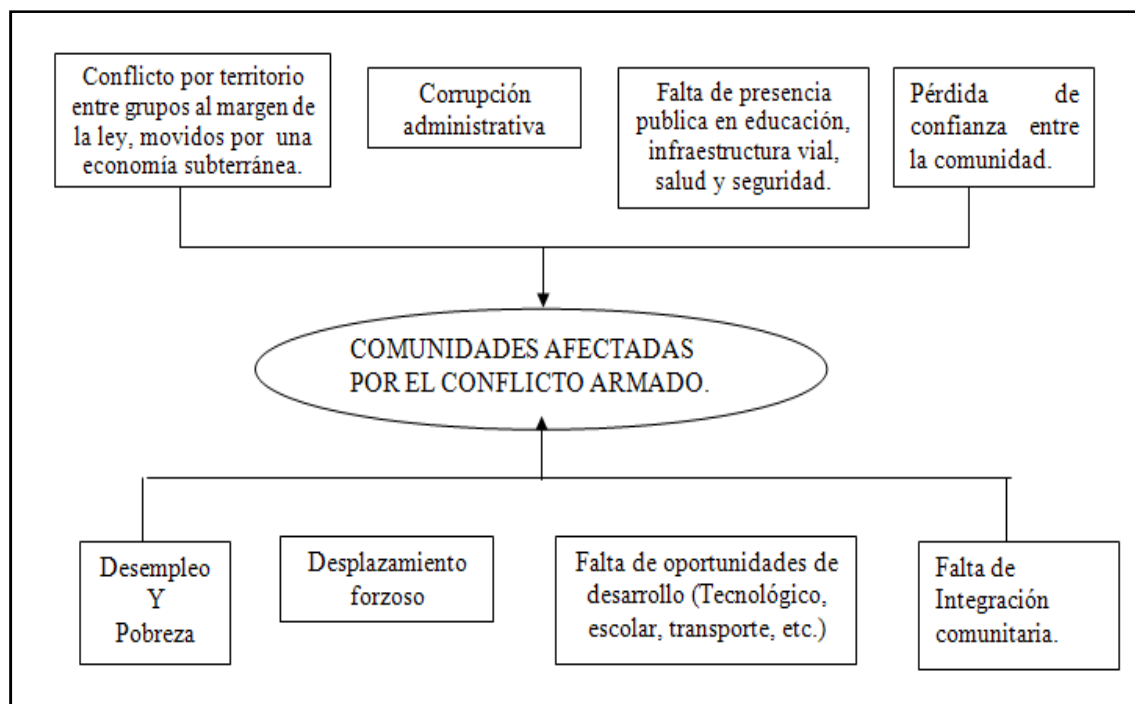 Conflicto por territorio
entre grupos al margen de
la ley, movidos por una
economía subterránea.
Corrupción
administrativa
Falta de presencia
publica en educación,
infraestructura vial,
salud y seguridad.
Pérdida de
confianza entre
la comunidad.
COMUNIDADES AFECTADAS
POR EL CONFLICTO ARMADO.
Desempleo
Y
Pobreza
Desplazamiento
forzoso
Falta de oportunidades de
desarrollo (Tecnológico,
escolar, transporte, etc.)
Falta de
Integración
comunitaria.